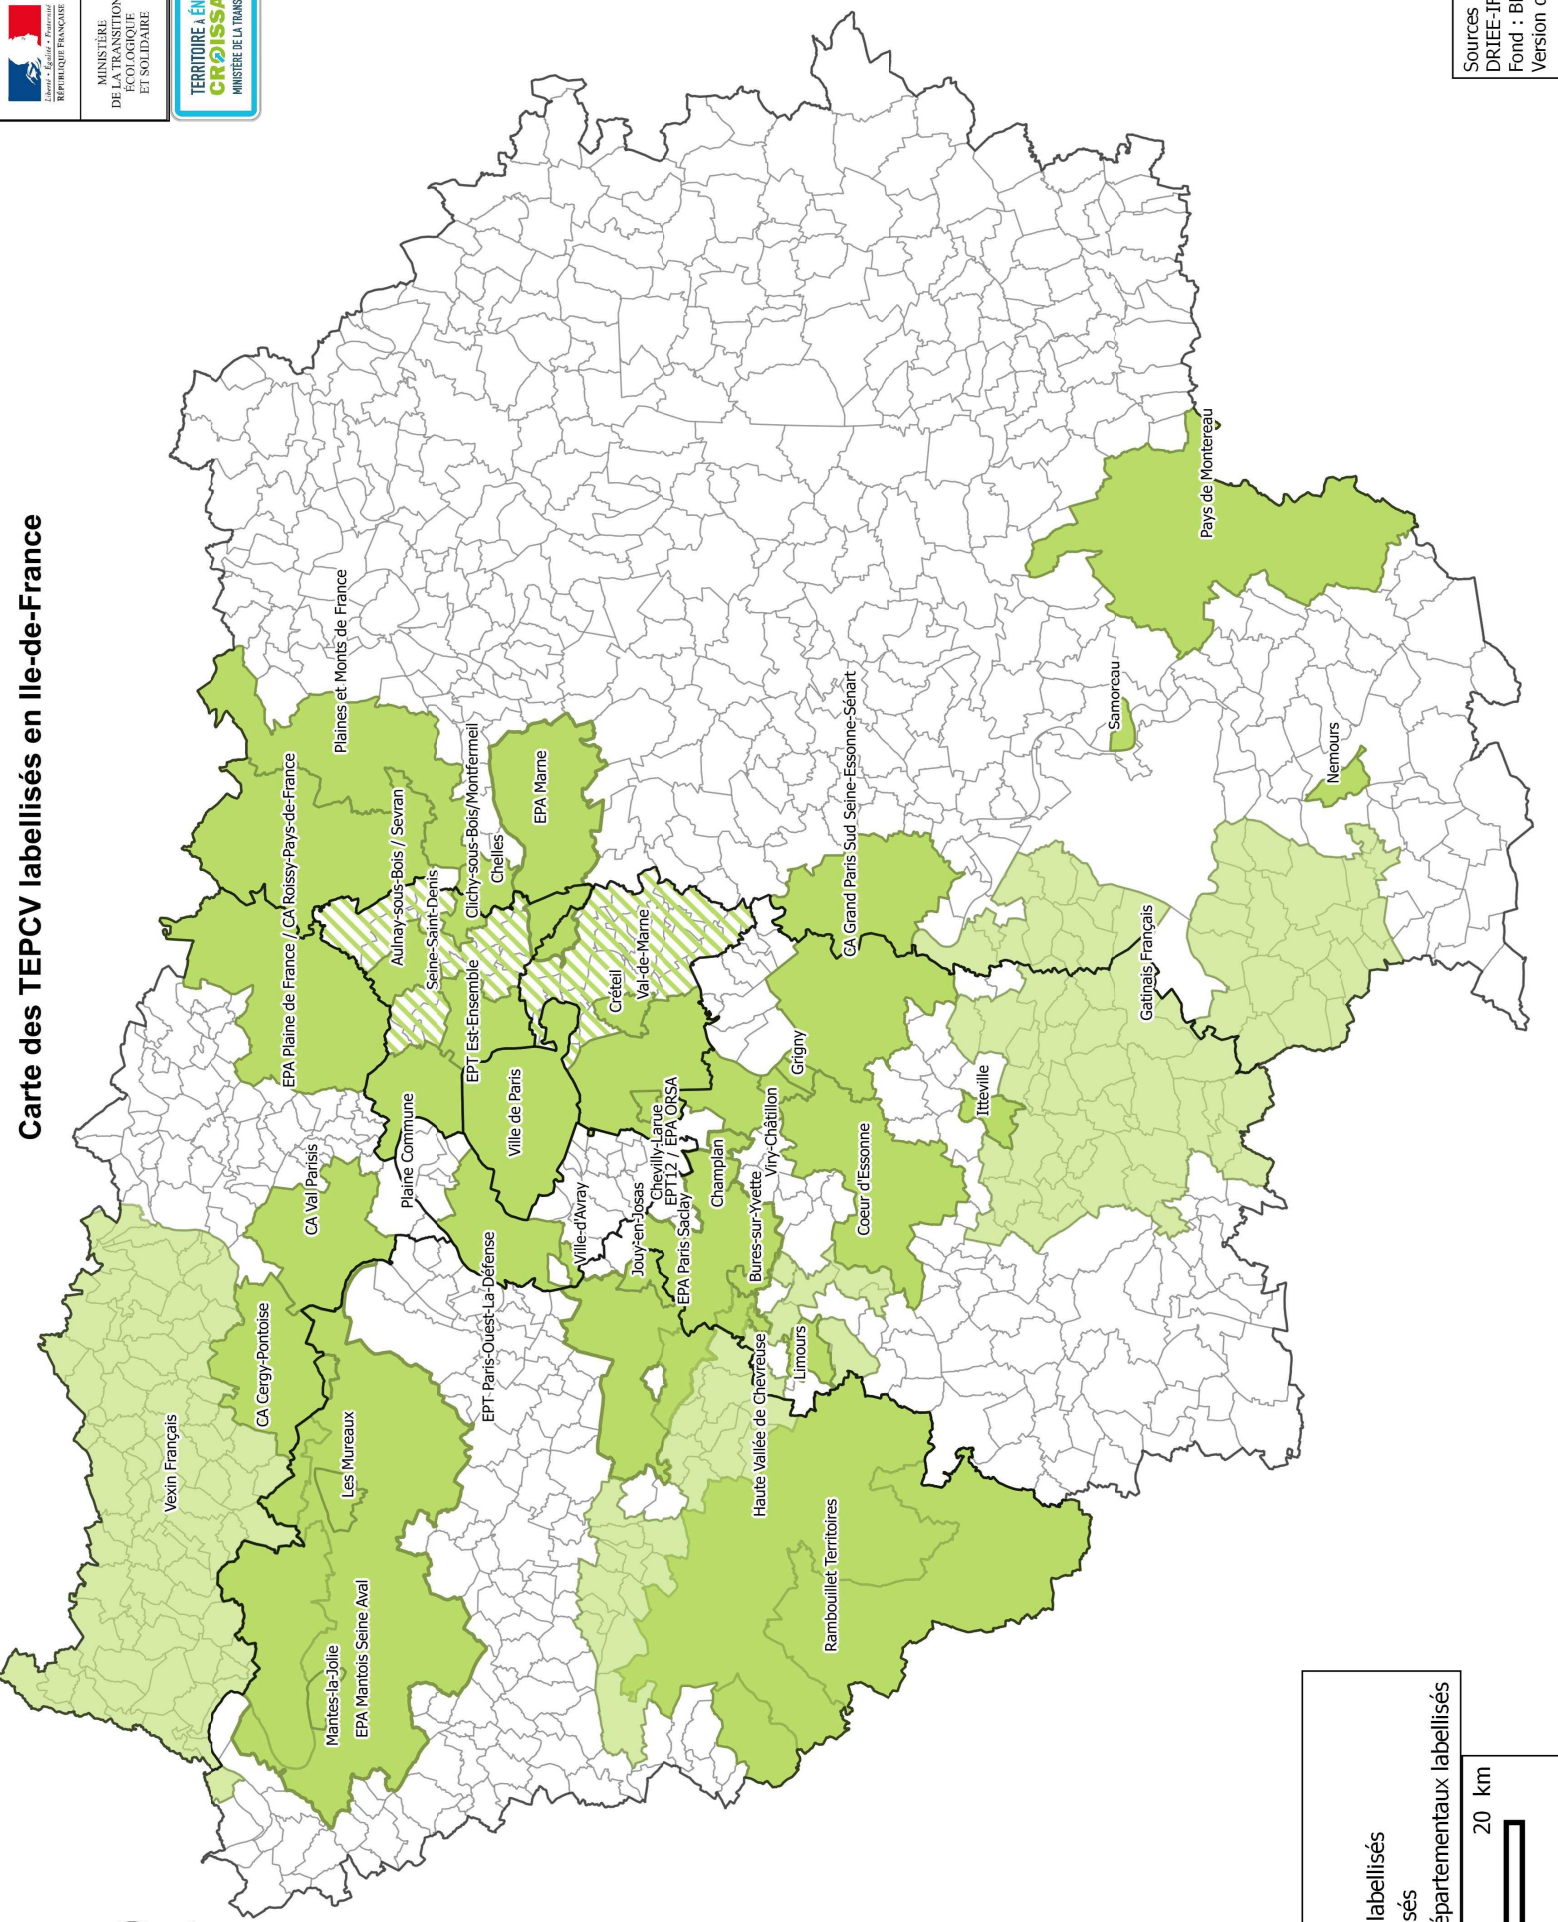 Carte des TEPCV labellisés en Ile-de-France
Liberté • Égalité • Fraternité
RÉPUBLIQUE FRANÇAISE
MINISTÈRE
DE LA TRANSITION
ÉCOLOGIQUE
ET SOLIDAIRE
TERRITOIRE À
MINISTÈRE DE LA
Vexin Français
CA Cergy-Pontoise
CA Val Parisis
EPA Plaine de France / CA Roissy-Pays-de-France
Plaines et Monts de France
Mantes-la-Jolie
EPA Mantois Seine Aval
Les Mureaux
Plaine Commune
Aulnay-sous-Bois / Sevran
Seine-Saint-Denis
Clichy-sous-Bois/Montfermeil
Chelles
EPT Est-Ensemble
EPT Paris-Ouest-La-Défense
Ville de Paris
EPA Marne
Ville-d'Avray
Créteil
Val-de-Marne
Jouy-en-Josas
Chevilly-Larue
EPT12 / EPA ORSA
EPA Paris Saclay
Champlan
Bures-sur-Yvette
Viry-Châtillon
Haute Vallée de Chevreuse
Limours
Grigny
CA Grand Paris Sud Seine-Essonne-Sénart
Rambouillet Territoires
Coeur d'Essonne
Itteville
Samoreau
Gatinais Français
Pays de Montereau
Nemours
labellisés
départementaux labellisés
20 km
Sources
Fond :
Version